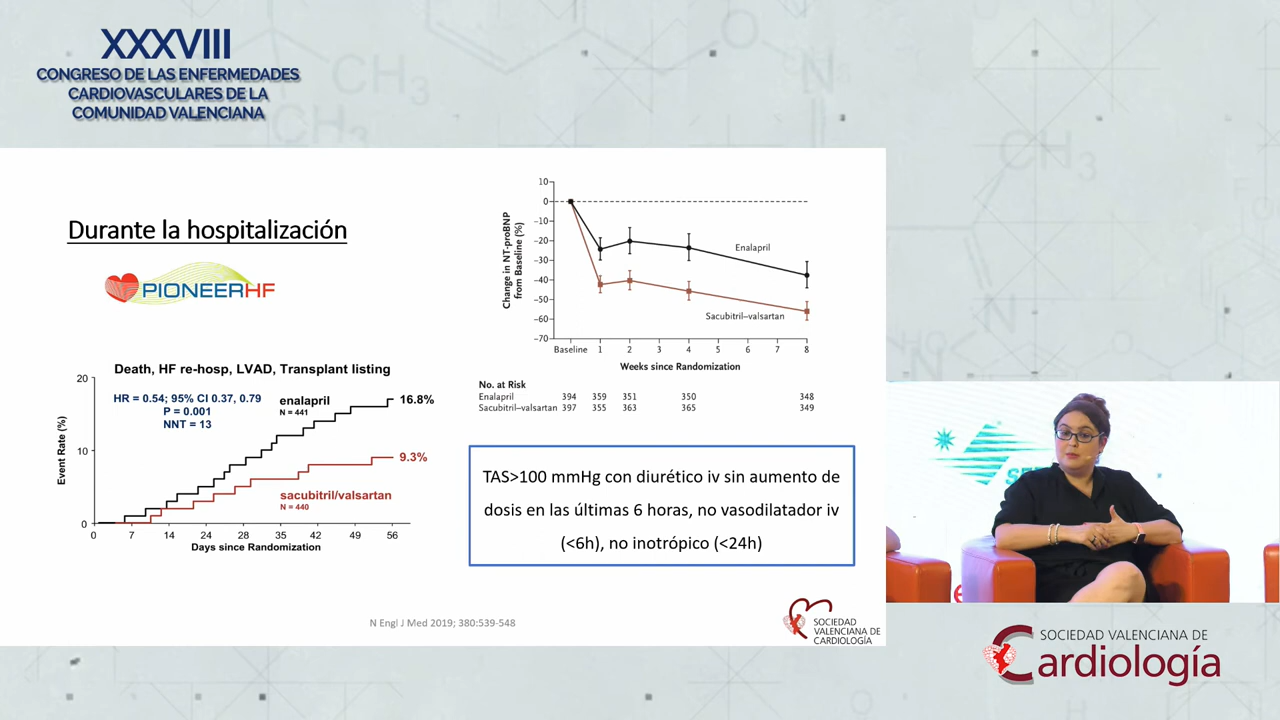 XXXVIII
CONGRESO DE LAS ENFERMEDADES
CARDIOVASCULARES DE LA
COMUNIDAD VALENCIANA
Durante la hospitalización
PIONEERHF
Death, HF re-hosp, LVAD, Transplant listing
HR = 0.54; 95% CI 0.37, 0.79
P = 0.001
NNT = 13
enalapril
N = 441
16.8%
9.3%
sacubitril/valsartan
N = 440
Event Rate (%)
20
10
0
0 7 14 21 28 35 42 49 56
Days since Randomization
Change in NT-proBNP
from Baseline (%)
10
0
−10
−20
−30
−40
−50
−60
−70
Enalapril
Sacubitril–valsartan
Baseline 1 2 3 4 5 6 7 8
Weeks since Randomization
No. at Risk
Enalapril 394 359 351 350 348
Sacubitril–valsartan 397 355 363 365 349
TAS>100 mmHg con diurético iv sin aumento de
dosis en las últimas 6 horas, no vasodilatador iv
(<6h), no inotrópico (<24h)
N Engl J Med 2019; 380:539-548
SOCIEDAD
VALENCIANA DE
CARDIOLOGÍA
SOCIEDAD VALENCIANA DE
Cardiología